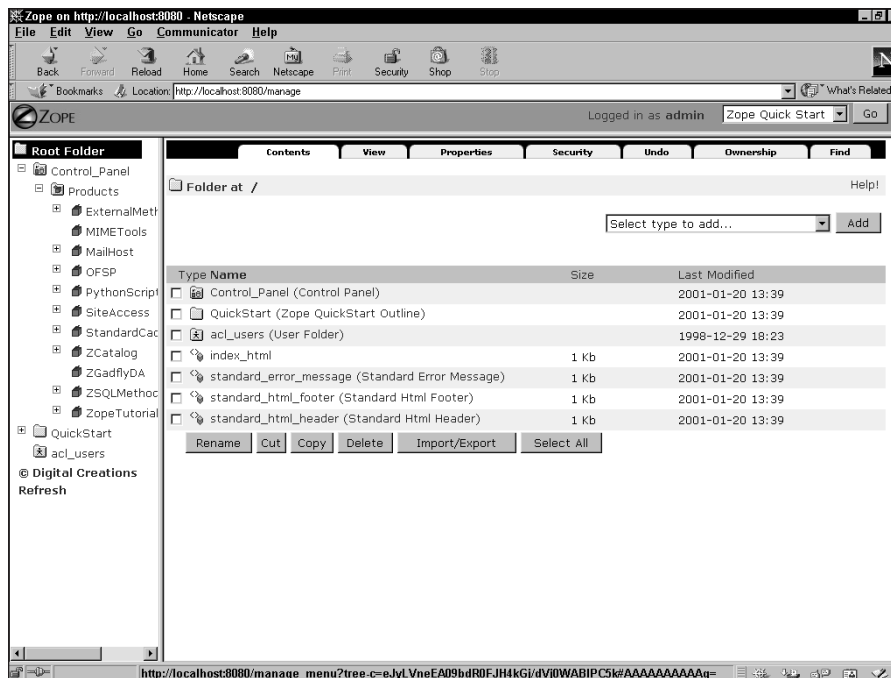 Zope on http://localhost:8080 - Netscape
File Edit View Go Communicator Help
Back Forward Reload Home Search Netscape Print Security Shop Stop
Bookmarks Location: http://localhost:8080/manage What's Related
ZOPE Logged in as admin Zope Quick Start Go
Root Folder
Control_Panel
Products
ExternalMeth
MIMETools
MailHost
OFSP
PythonScript
SiteAccess
StandardCac
ZCatalog
ZGadflyDA
ZSQLMethod
ZopeTutorial
QuickStart
acl_users
© Digital Creations
Refresh
Contents View Properties Security Undo Ownership Find
Folder at / Help!
Select type to add... Add
Type Name Size Last Modified
Control_Panel (Control Panel) 2001-01-20 13:39
QuickStart (Zope QuickStart Outline) 2001-01-20 13:39
acl_users (User Folder) 1998-12-29 18:23
index_html 1 Kb 2001-01-20 13:39
standard_error_message (Standard Error Message) 1 Kb 2001-01-20 13:39
standard_html_footer (Standard Html Footer) 1 Kb 2001-01-20 13:39
standard_html_header (Standard Html Header) 1 Kb 2001-01-20 13:39
Rename Cut Copy Delete Import/Export Select All